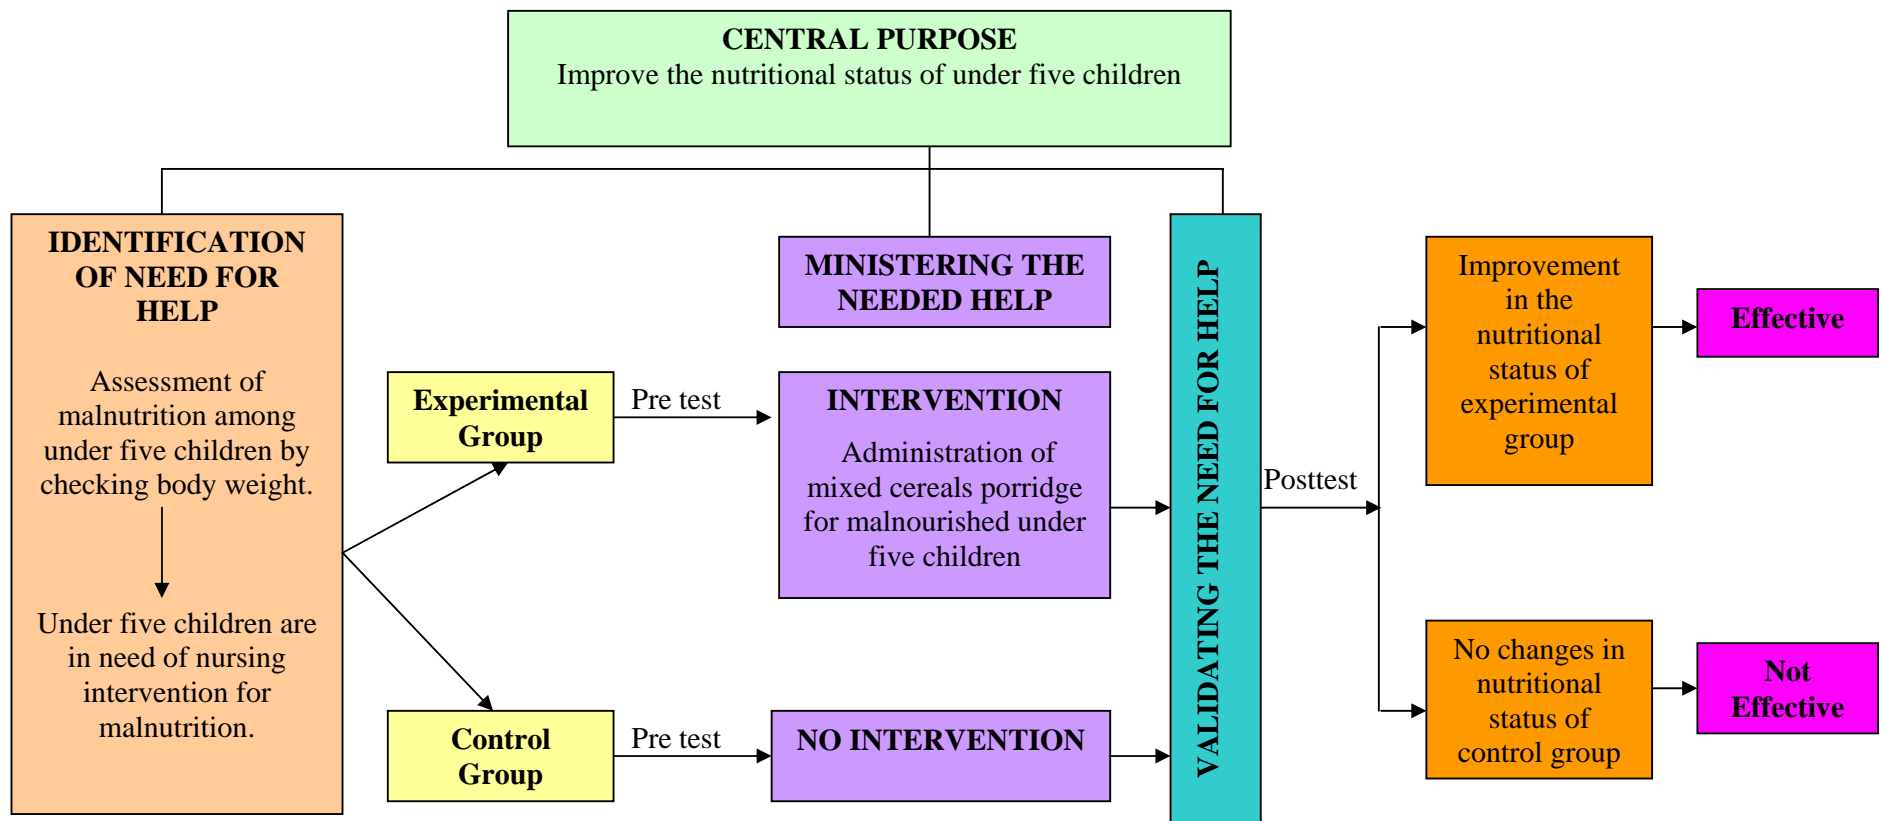 CENTRAL PURPOSE
Improve the nutritional status of under five children
IDENTIFICATION
OF NEED FOR
HELP
Assessment of
malnutrition among
under five children by
checking body weight.
Under five children are
in need of nursing
intervention for
malnutrition.
Experimental
Group
Pre test
Control
Group
Pre test
MINISTERING THE
NEEDED HELP
INTERVENTION
Administration of
mixed cereals porridge
for malnourished under
five children
NO INTERVENTION
VALIDATING THE NEED FOR HELP
Posttest
Improvement
in the
nutritional
status of
experimental
group
Effective
No changes in
nutritional
status of
control group
Not
Effective